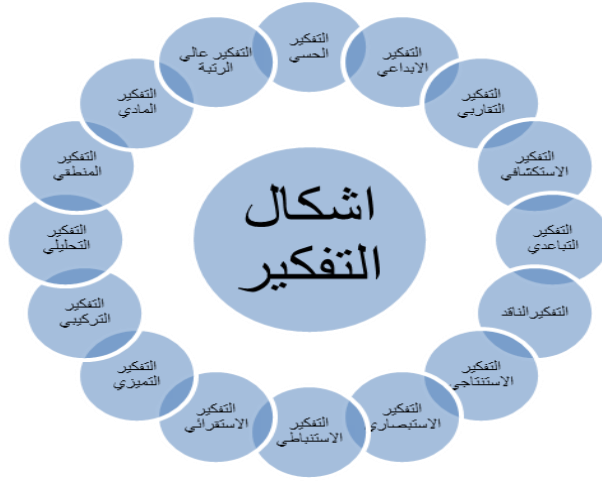 اشكال
التفكير
التفكير
الحسي
التفكير
الابداعي
التفكير
التقاربي
التفكير
الاستكشافي
التفكير
التباعدي
التفكير الناقد
التفكير
الاستنتاجي
التفكير
الاستبصاري
التفكير
الاستنباطي
التفكير
الاستقرائي
التفكير
التميزي
التفكير
التركيبي
التفكير
التحليلي
التفكير
المنطقي
التفكير
المادي
التفكير عالي
الرتبة